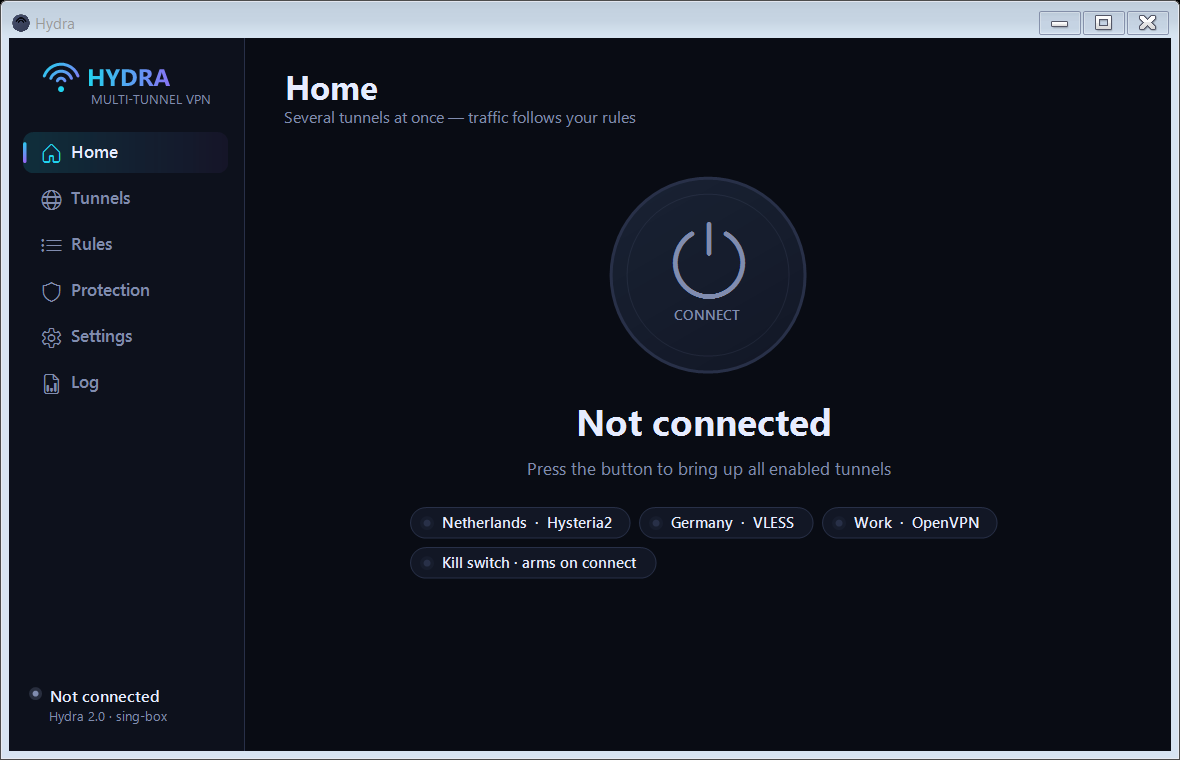 Hydra
HYDRA
MULTI-TUNNEL VPN
Home
Tunnels
Rules
Protection
Settings
Log
Not connected
Hydra 2.0 · sing-box
Home
Several tunnels at once — traffic follows your rules
CONNECT
Not connected
Press the button to bring up all enabled tunnels
Netherlands · Hysteria2
Germany · VLESS
Work · OpenVPN
Kill switch · arms on connect